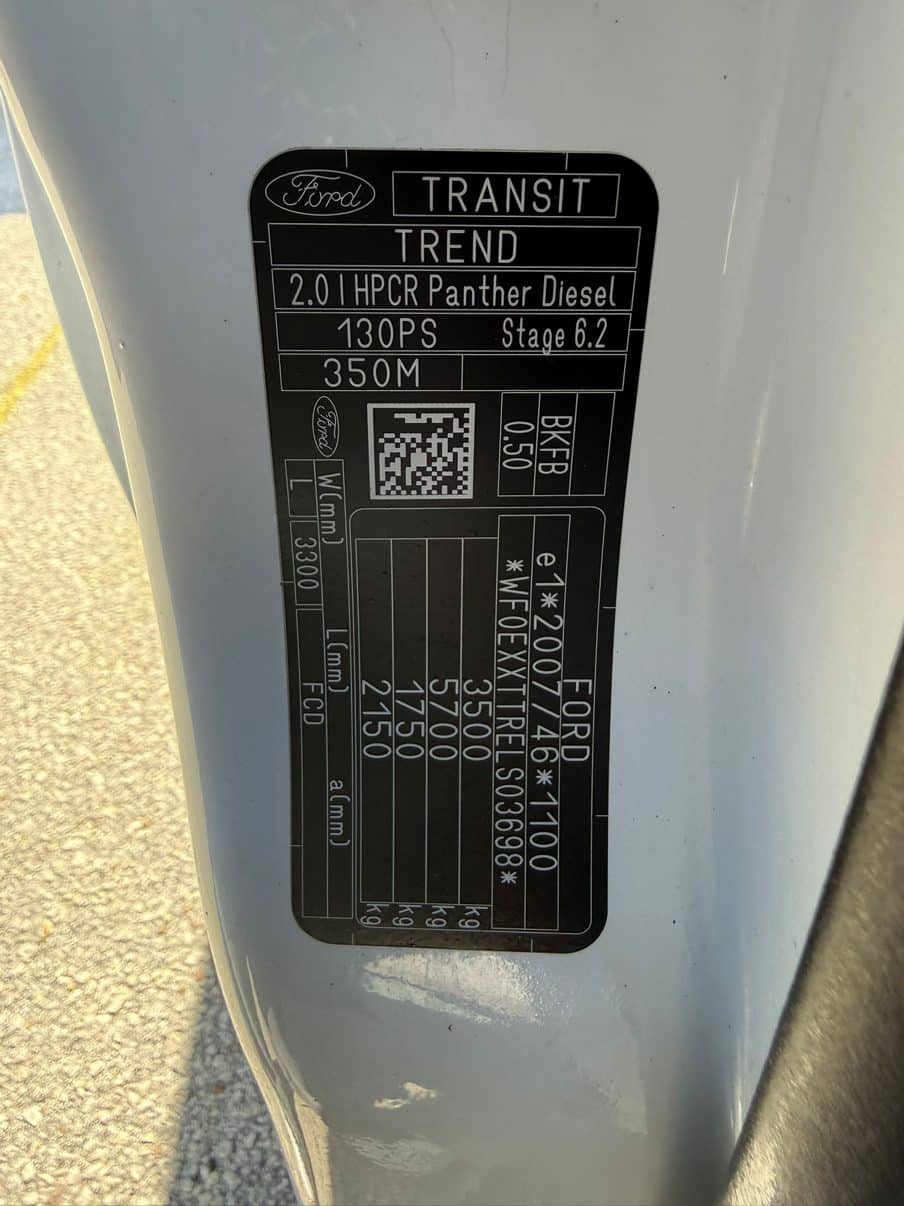 Ford TRANSIT
TREND
2.0 l HPCR Panther Diesel
130PS Stage 6.2
350M
Ford
BKFB
0.50
FORD
e1*2007/46*1100
*WF0EXXTTRELS03698*
3500 kg
5700 kg
1750 kg
2150 kg
W(mm) L(mm) a(mm)
L 3300 FCD